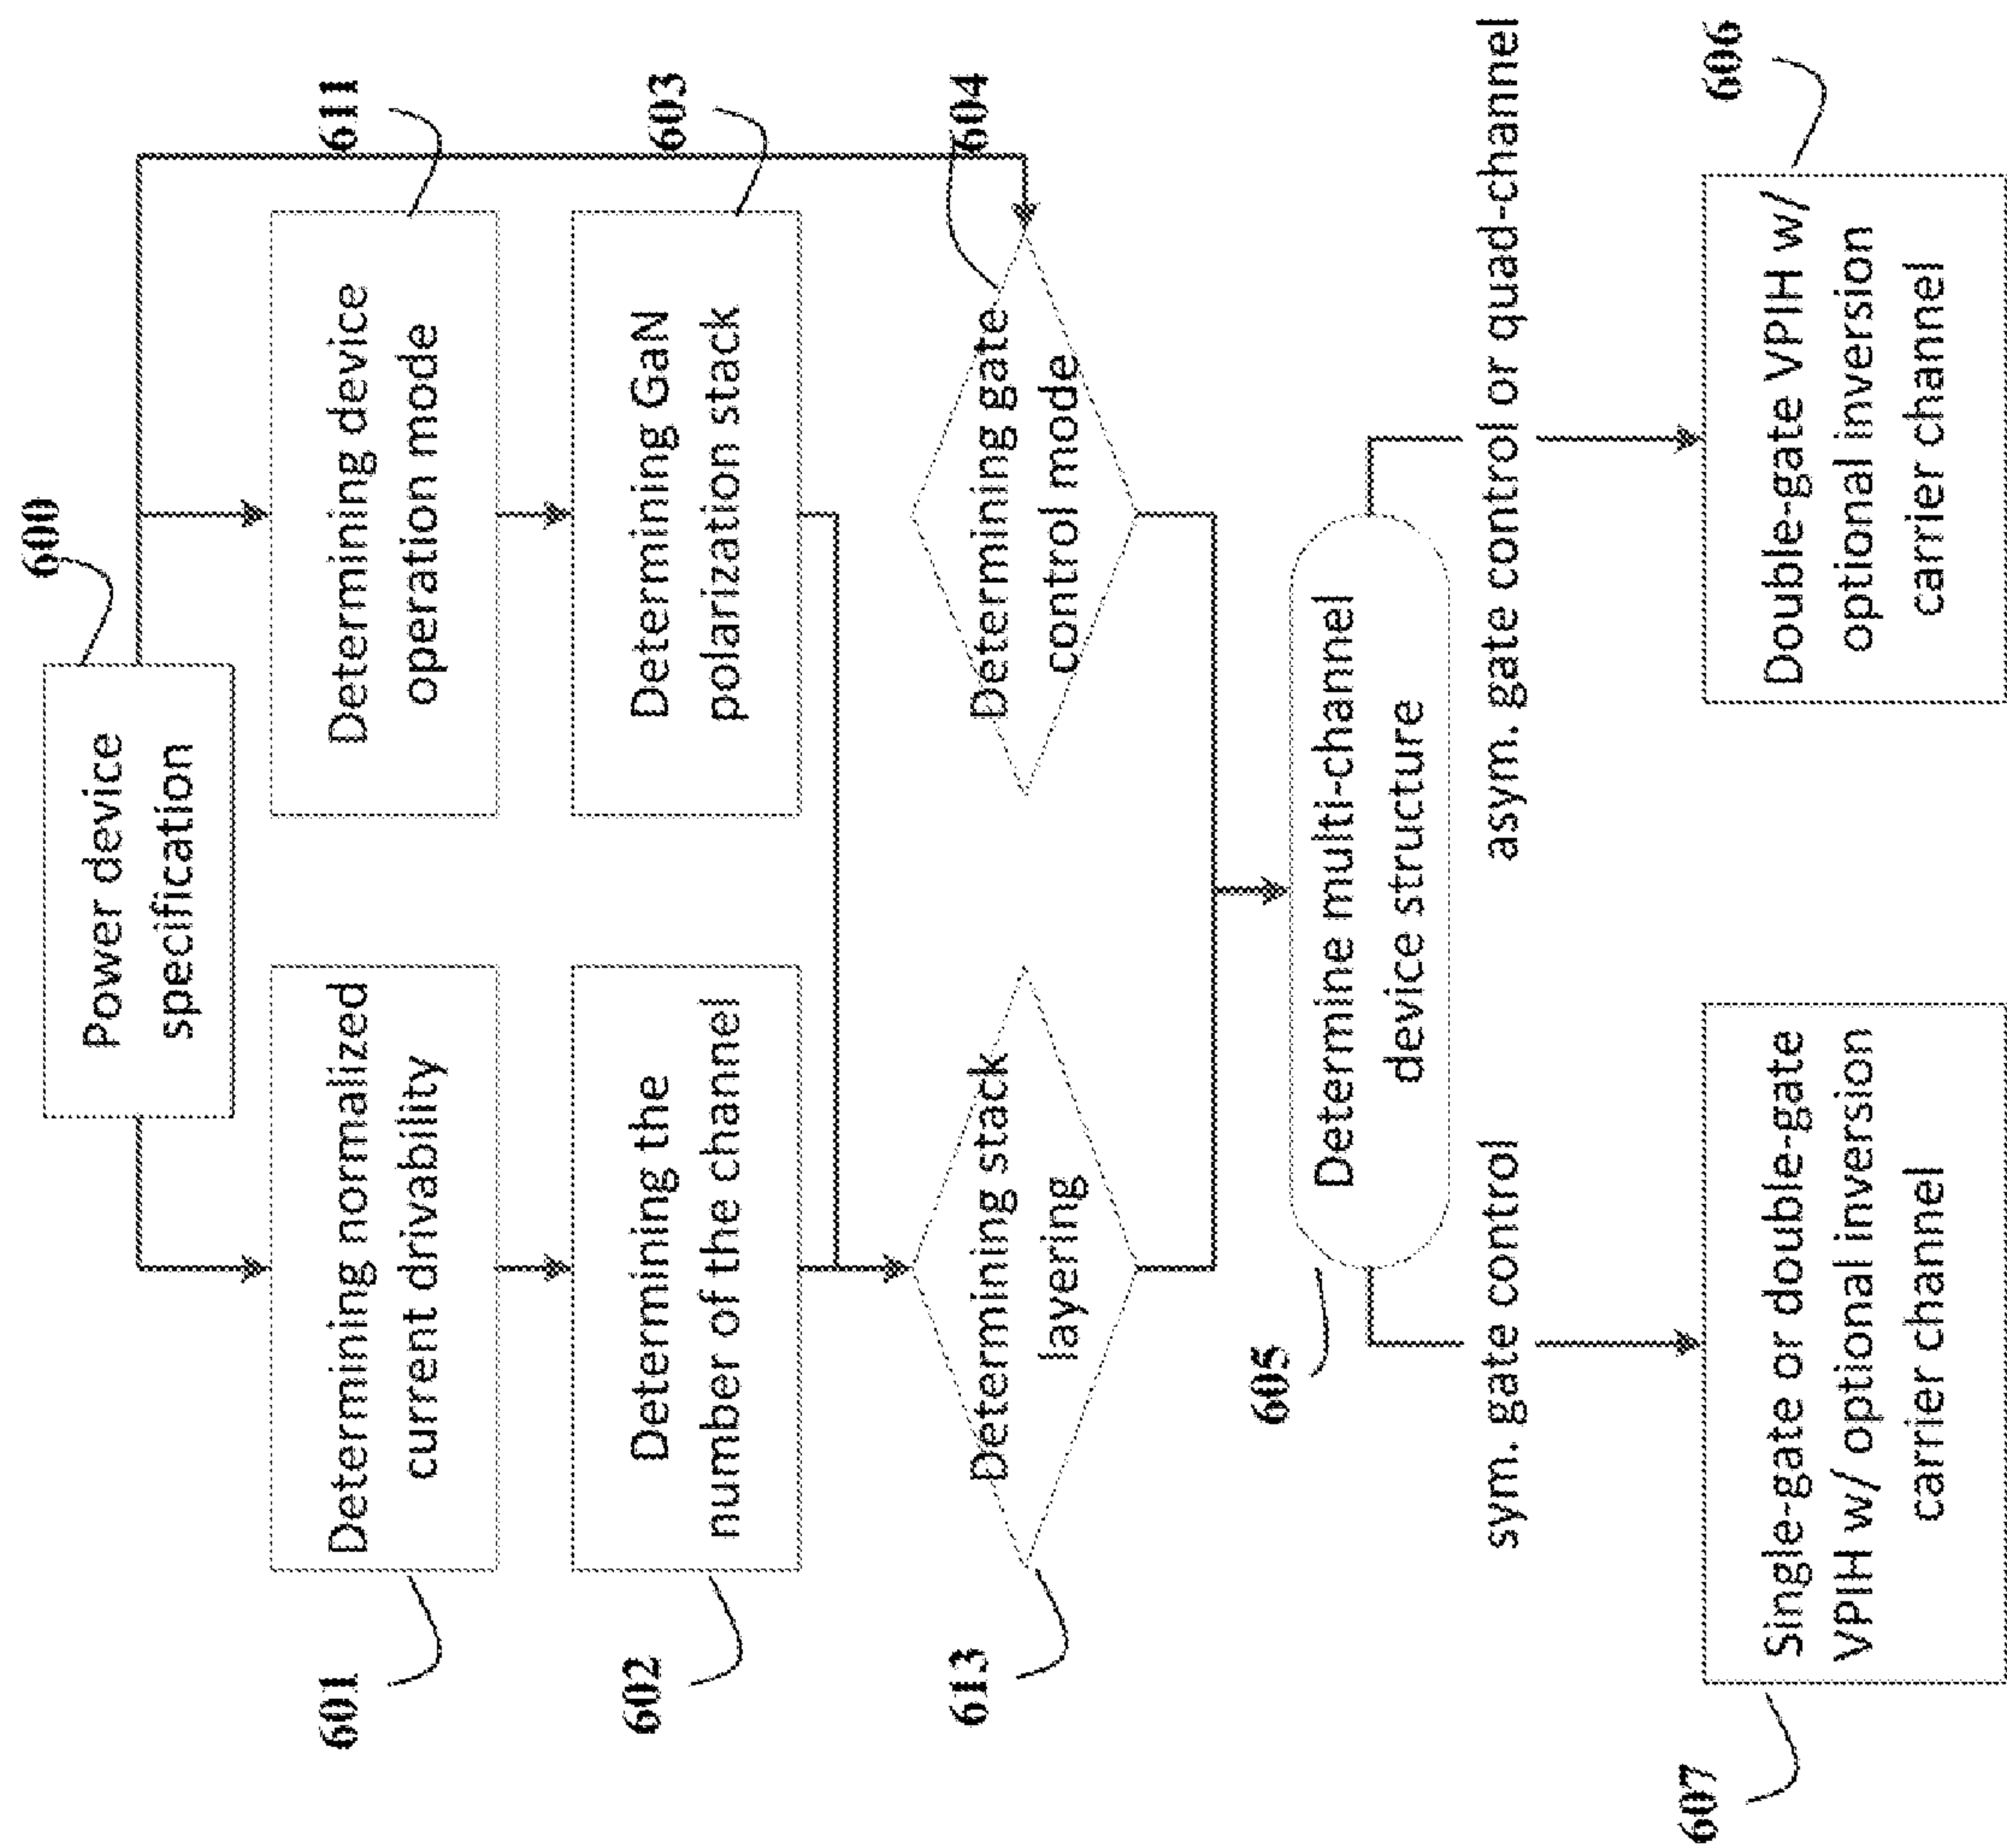 600
Power device
specification
601
Determining normalized
current drivability
611
Determining device
operation mode
602
Determining the
number of the channel
603
Determining GaN
polarization stack
613
Determining stack
layering
604
Determining gate
control mode
605
Determine multi-channel
device structure
sym. gate control
asym. gate control or quad-channel
607
Single-gate or double-gate
VPIH w/ optional inversion
carrier channel
606
Double-gate VPIH w/
optional inversion
carrier channel